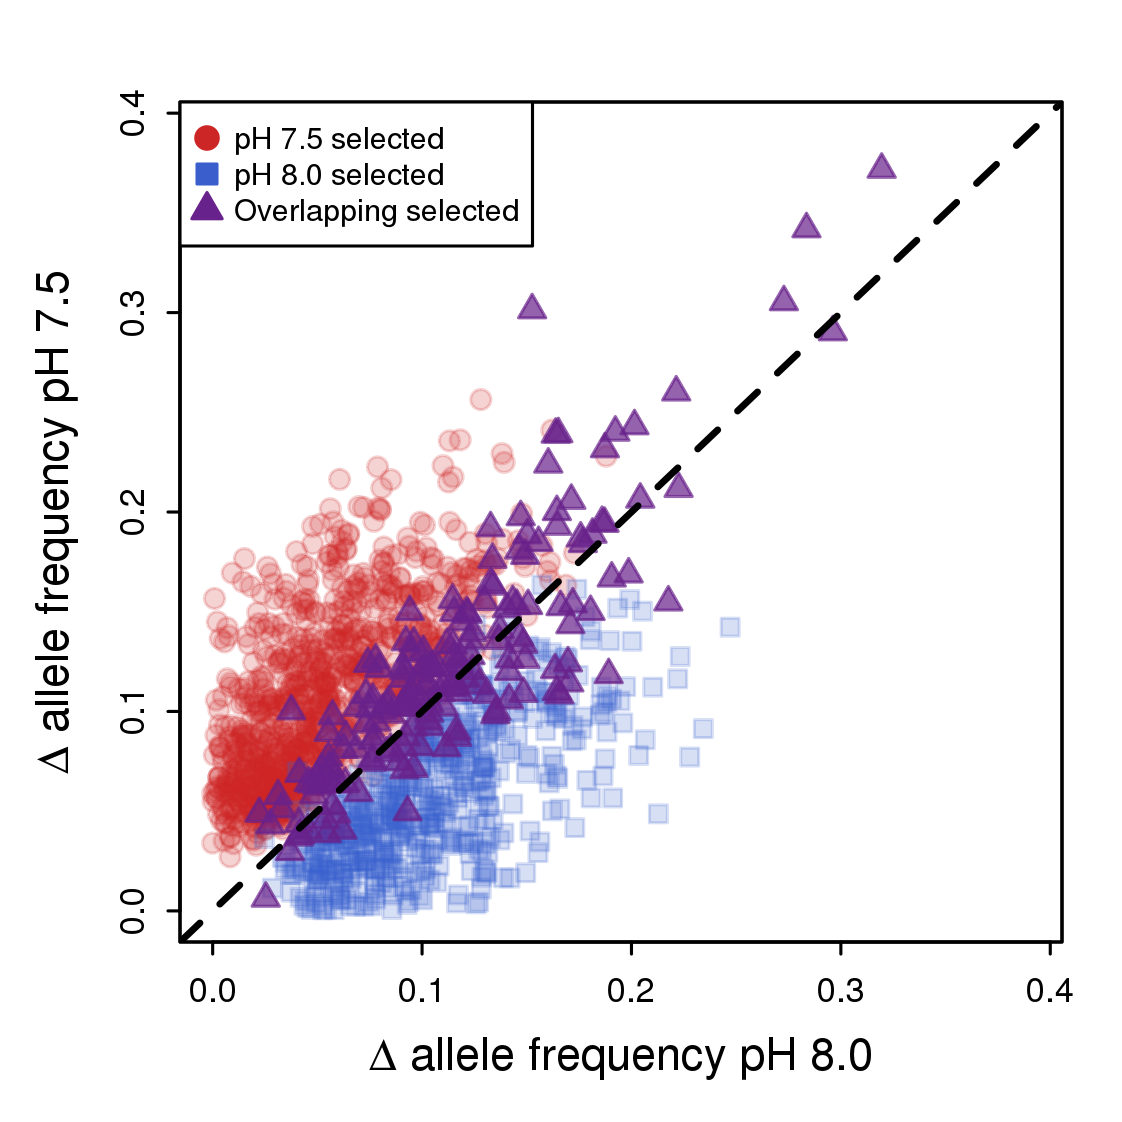 pH 7.5 selected
pH 8.0 selected
Overlapping selected
Δ allele frequency pH 7.5
0.4
0.3
0.2
0.1
0.0
0.0 0.1 0.2 0.3 0.4
Δ allele frequency pH 8.0